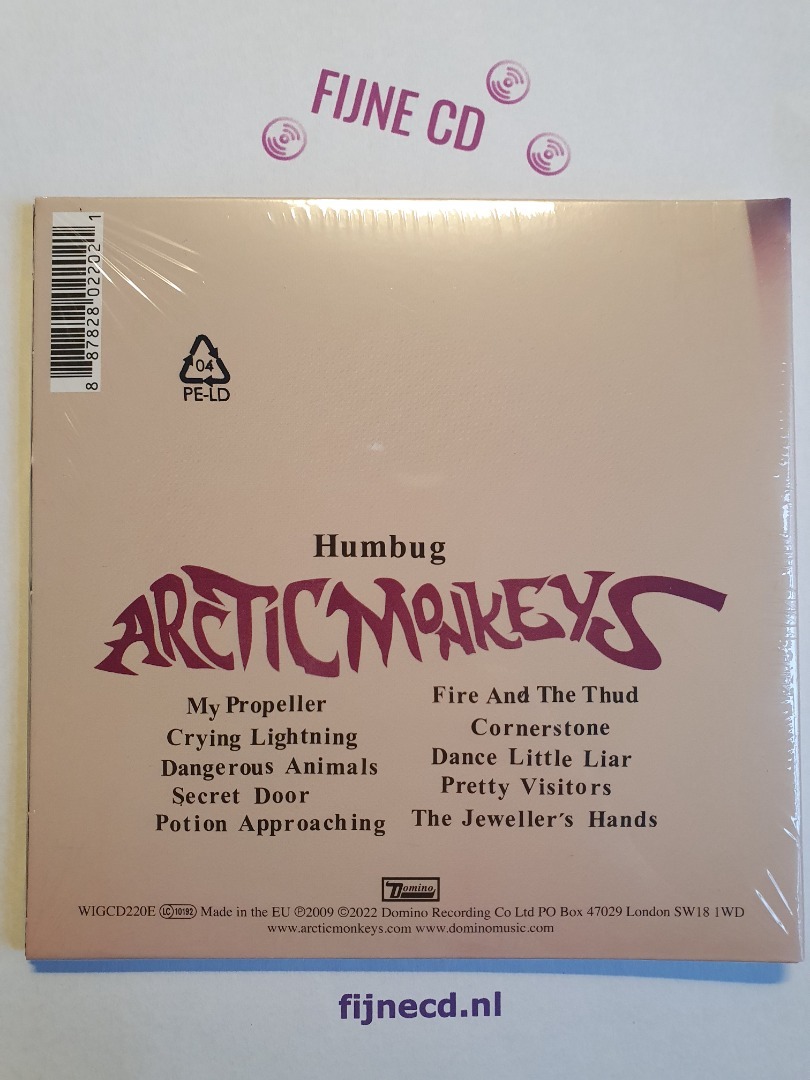 FIJNE CD
8 87828 02202 1
04
PE-LD
Humbug
ARCTIC MONKEYS
My Propeller
Crying Lightning
Dangerous Animals
Secret Door
Potion Approaching
Fire And The Thud
Cornerstone
Dance Little Liar
Pretty Visitors
The Jeweller's Hands
Domino
WIGCD220E LC 10192 Made in the EU ℗2009 ©2022 Domino Recording Co Ltd PO Box 47029 London SW18 1WD
www.arcticmonkeys.com www.dominomusic.com
fijnecd.nl